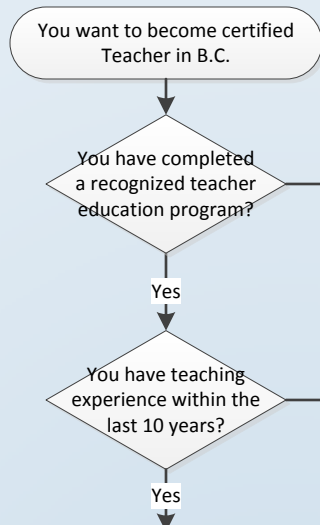 You want to become certified
Teacher in B.C.
You have completed
a recognized teacher
education program?
Yes
You have teaching
experience within the
last 10 years?
Yes